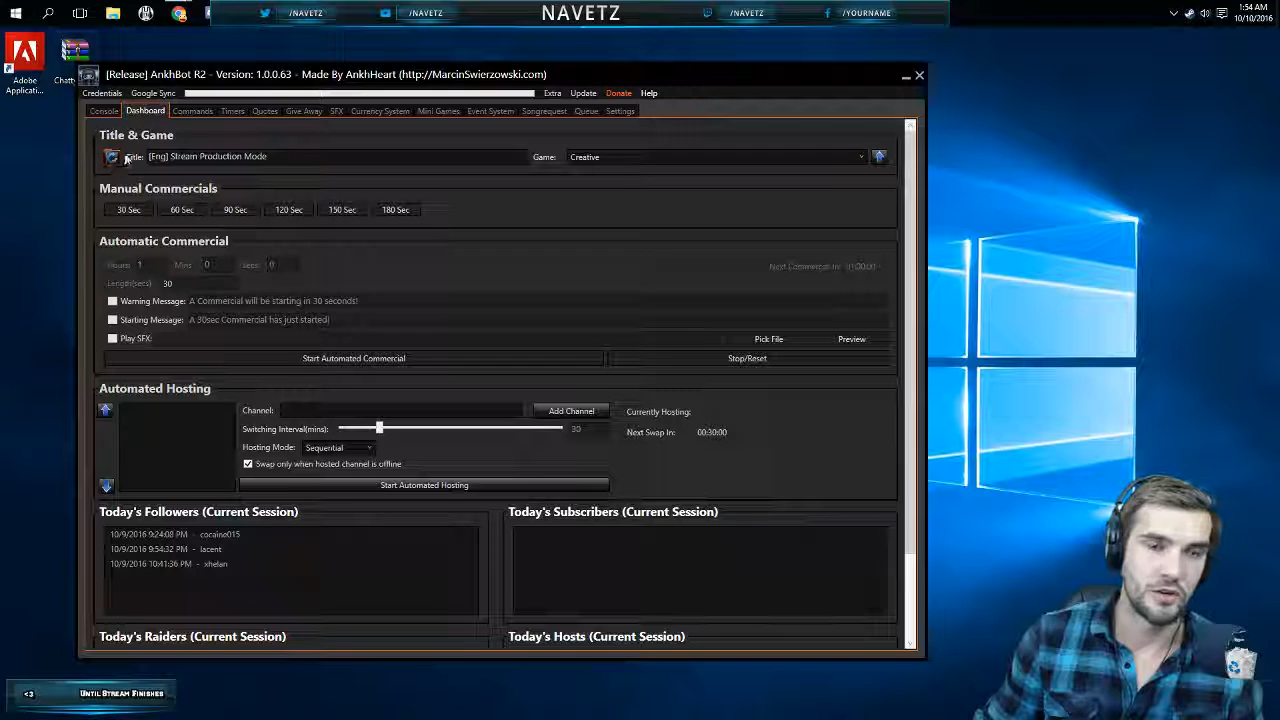 /NAVETZ /NAVETZ NAVETZ /NAVETZ /YOURNAME
1:54 AM
10/10/2016
Adobe
Applicati...
Chatty
[Release] AnkhBot R2 - Version: 1.0.0.63 - Made By AnkhHeart (http://MarcinSwierzowski.com)
Credentials Google Sync Extra Update Donate Help
Console Dashboard Commands Timers Quotes Give Away SFX Currency System Mini Games Event System Songrequest Queue Settings
Title & Game
Title: [Eng] Stream Production Mode Game: Creative
Manual Commercials
30 Sec 60 Sec 90 Sec 120 Sec 150 Sec 180 Sec
Automatic Commercial
Hours: 1 Mins: 0 Secs: 0 Next Commercial In: 01:00:00
Length(secs) 30
Warning Message: A Commercial will be starting in 30 seconds!
Starting Message: A 30sec Commercial has just started!
Play SFX: Pick File Preview
Start Automated Commercial Stop/Reset
Automated Hosting
Channel: Add Channel Currently Hosting:
Switching Interval(mins): 30 Next Swap In: 00:30:00
Hosting Mode: Sequential
Swap only when hosted channel is offline
Start Automated Hosting
Today's Followers (Current Session) Today's Subscribers (Current Session)
10/9/2016 9:24:08 PM - cocaine015
10/9/2016 9:54:32 PM - lacent
10/9/2016 10:41:36 PM - xhelan
Today's Raiders (Current Session) Today's Hosts (Current Session)
<3 Until Stream Finishes